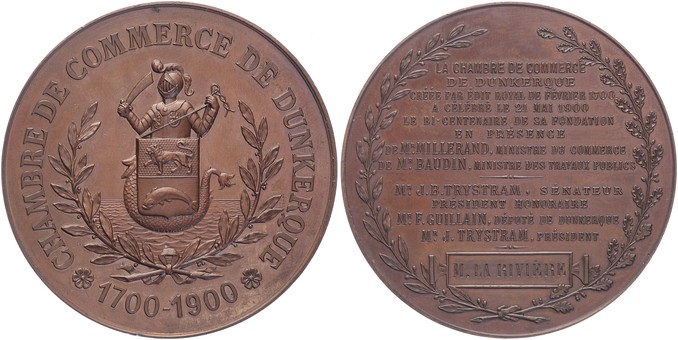 CHAMBRE DE COMMERCE DE DUNKERQUE
1700-1900
LA CHAMBRE DE COMMERCE
DE DUNKERQUE
CRÉÉE PAR ÉDIT ROYAL DE FÉVRIER 1700
A CÉLÉBRÉ LE 21 MAI 1900
LE BI-CENTENAIRE DE SA FONDATION
EN PRÉSENCE
DE MR MILLERAND, MINISTRE DU COMMERCE
DE MR BAUDIN, MINISTRE DES TRAVAUX PUBLICS
MR J.B. TRYSTRAM, SÉNATEUR
PRÉSIDENT HONORAIRE
MR F. GUILLAIN, DÉPUTÉ DE DUNKERQUE
MR J. TRYSTRAM, PRÉSIDENT
M. LA RIVIÈRE